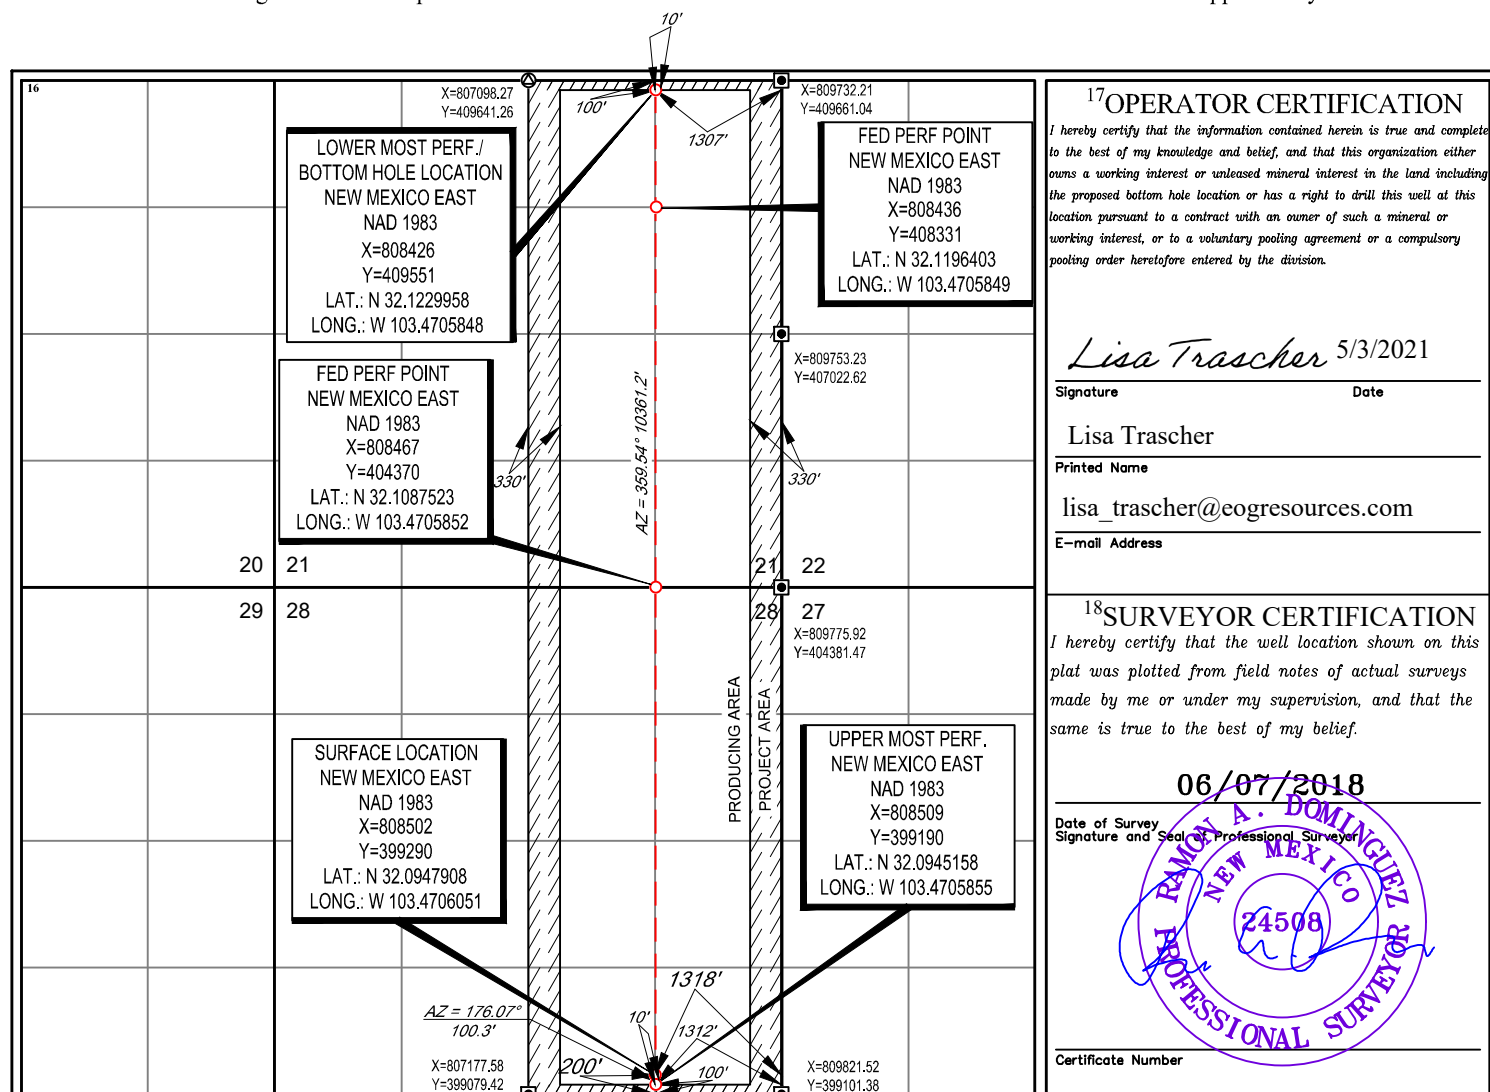 10'
16
X=807098.27
Y=409641.26
100'
1307'
X=809732.21
Y=409661.04
LOWER MOST PERF./
BOTTOM HOLE LOCATION
NEW MEXICO EAST
NAD 1983
X=808426
Y=409551
LAT.: N 32.1229958
LONG.: W 103.4705848
FED PERF POINT
NEW MEXICO EAST
NAD 1983
X=808436
Y=408331
LAT.: N 32.1196403
LONG.: W 103.4705849
X=809753.23
Y=407022.62
FED PERF POINT
NEW MEXICO EAST
NAD 1983
X=808467
Y=404370
LAT.: N 32.1087523
LONG.: W 103.4705852
330'
AZ = 359.54° 10361.2'
330'
20 21
21 22
29 28
28 27
X=809775.92
Y=404381.47
PRODUCING AREA
PROJECT AREA
SURFACE LOCATION
NEW MEXICO EAST
NAD 1983
X=808502
Y=399290
LAT.: N 32.0947908
LONG.: W 103.4706051
UPPER MOST PERF.
NEW MEXICO EAST
NAD 1983
X=808509
Y=399190
LAT.: N 32.0945158
LONG.: W 103.4705855
1318'
AZ = 176.07°
100.3'
10'
1312'
X=807177.58
Y=399079.42
200'
100'
X=809821.52
Y=399101.38
17OPERATOR CERTIFICATION
I hereby certify that the information contained herein is true and complete
to the best of my knowledge and belief, and that this organization either
owns a working interest or unleased mineral interest in the land including
the proposed bottom hole location or has a right to drill this well at this
location pursuant to a contract with an owner of such a mineral or
working interest, or to a voluntary pooling agreement or a compulsory
pooling order heretofore entered by the division.
Lisa Trascher 5/3/2021
Signature Date
Lisa Trascher
Printed Name
lisa_trascher@eogresources.com
E-mail Address
18SURVEYOR CERTIFICATION
I hereby certify that the well location shown on this
plat was plotted from field notes of actual surveys
made by me or under my supervision, and that the
same is true to the best of my belief.
06/07/2018
Date of Survey
Signature and Seal of Professional Surveyor
RAMON A. DOMINGUEZ
NEW MEXICO
24508
PROFESSIONAL SURVEYOR
Certificate Number